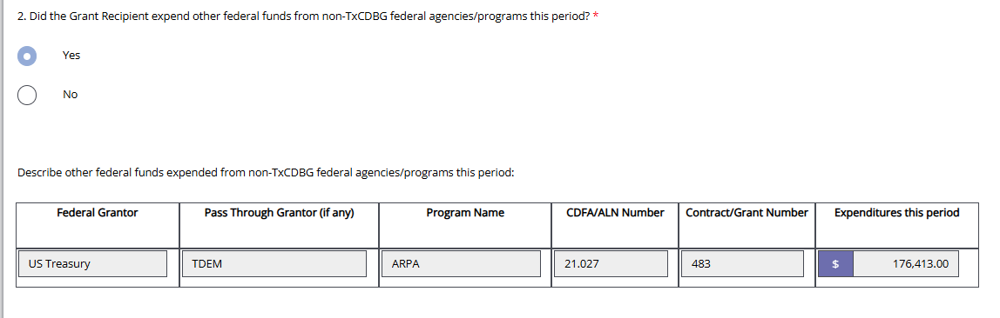 2. Did the Grant Recipient expend other federal funds from non-TxCDBG federal agencies/programs this period? *
Yes
No
Describe other federal funds expended from non-TxCDBG federal agencies/programs this period:
Federal Grantor Pass Through Grantor (if any) Program Name CDFA/ALN Number Contract/Grant Number Expenditures this period
US Treasury TDEM ARPA 21.027 483 $ 176,413.00